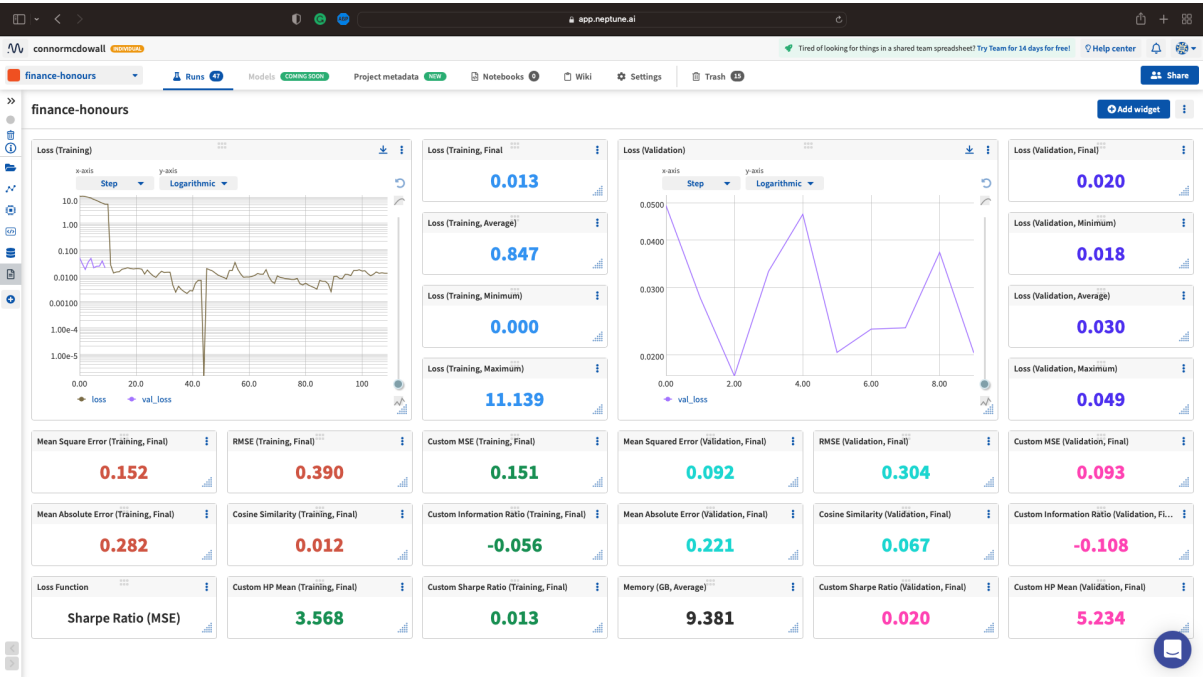 app.neptune.ai
connormcdowall INDIVIDUAL
Tired of looking for things in a shared team spreadsheet? Try Team for 14 days for free!
Help center
finance-honours
Runs 47
Models COMING SOON
Project metadata NEW
Notebooks 0
Wiki
Settings
Trash 15
Share
finance-honours
Add widget
Loss (Training)
x-axis
y-axis
Step
Logarithmic
10.0
1.00
0.100
0.0100
0.00100
1.00e-4
1.00e-5
0.00
20.0
40.0
60.0
80.0
100
loss
val_loss
Loss (Training, Final
0.013
Loss (Training, Average)
0.847
Loss (Training, Minimum)
0.000
Loss (Training, Maximum)
11.139
Loss (Validation)
x-axis
y-axis
Step
Logarithmic
0.0500
0.0400
0.0300
0.0200
0.00
2.00
4.00
6.00
8.00
val_loss
Loss (Validation, Final)
0.020
Loss (Validation, Minimum)
0.018
Loss (Validation, Average)
0.030
Loss (Validation, Maximum)
0.049
Mean Square Error (Training, Final)
0.152
RMSE (Training, Final)
0.390
Custom MSE (Training, Final)
0.151
Mean Squared Error (Validation, Final)
0.092
RMSE (Validation, Final)
0.304
Custom MSE (Validation, Final)
0.093
Mean Absolute Error (Training, Final)
0.282
Cosine Similarity (Training, Final)
0.012
Custom Information Ratio (Training, Final)
-0.056
Mean Absolute Error (Validation, Final)
0.221
Cosine Similarity (Validation, Final)
0.067
Custom Information Ratio (Validation, Fi...
-0.108
Loss Function
Sharpe Ratio (MSE)
Custom HP Mean (Training, Final)
3.568
Custom Sharpe Ratio (Training, Final)
0.013
Memory (GB, Average)
9.381
Custom Sharpe Ratio (Validation, Final)
0.020
Custom HP Mean (Validation, Final)
5.234